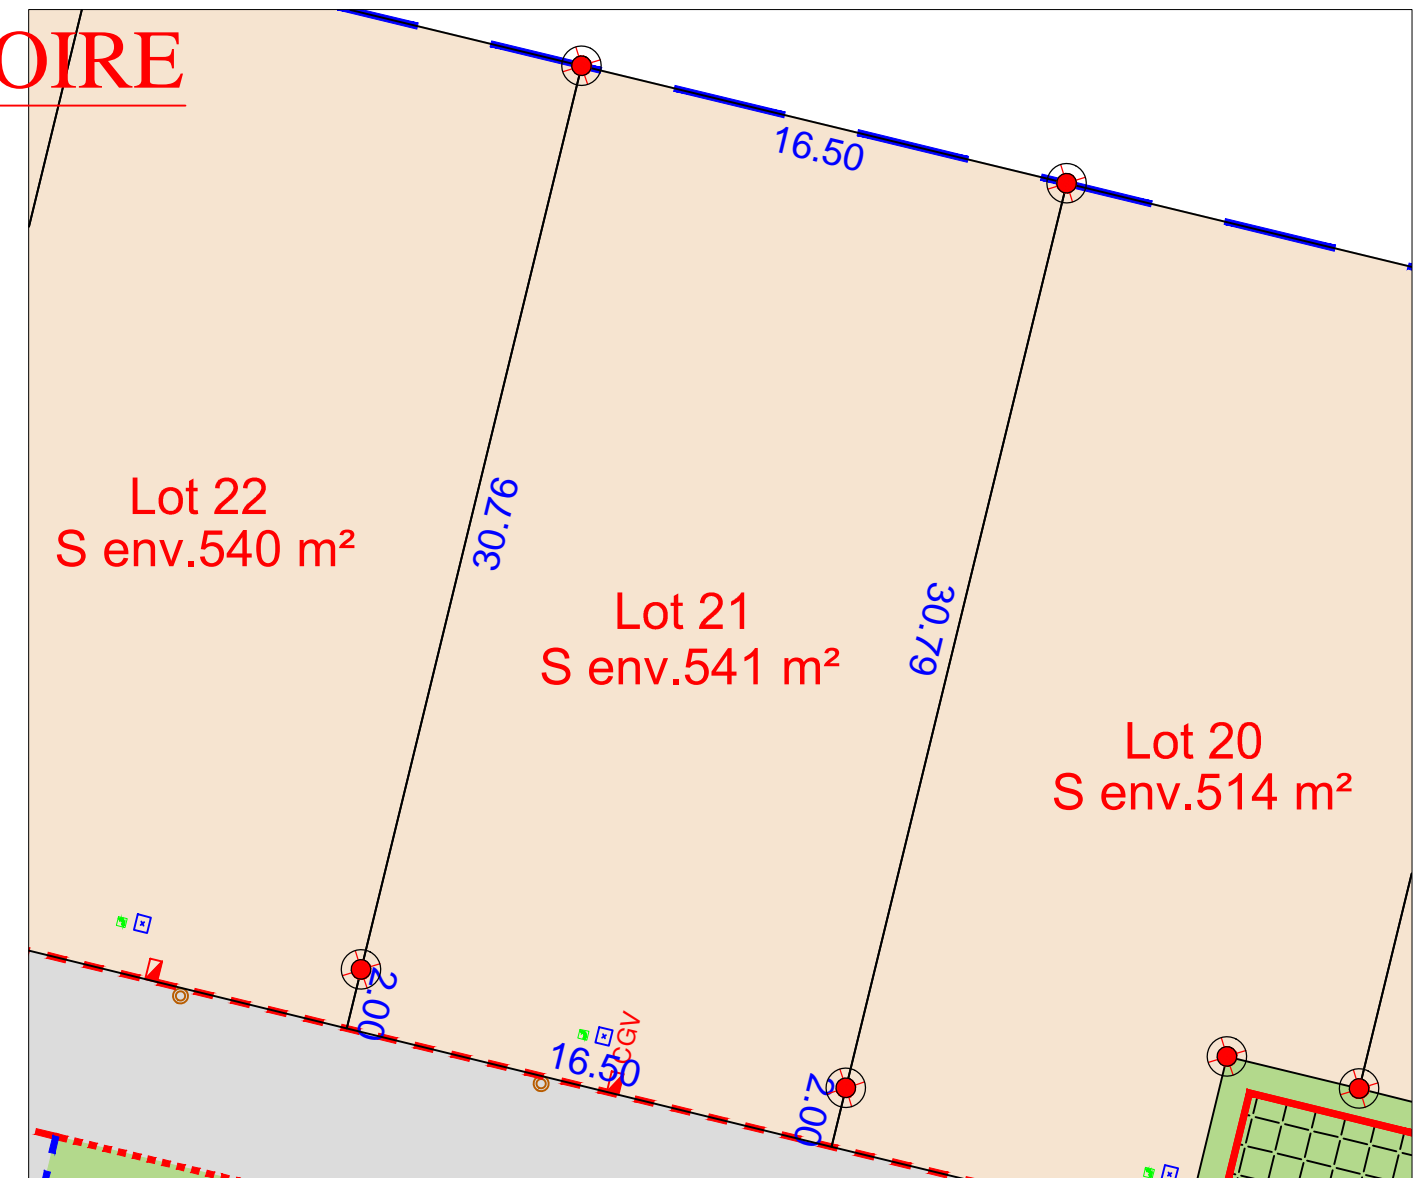 OIRE
16.50
Lot 22
S env.540 m²
30.76
Lot 21
S env.541 m²
30.79
Lot 20
S env.514 m²
2.00
CGV
16.50
2.00